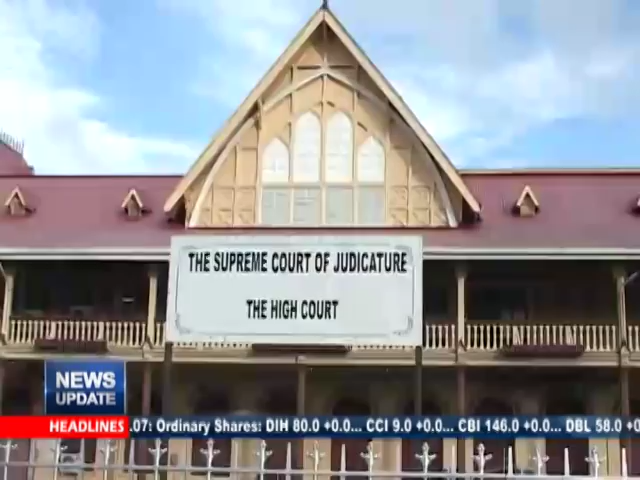 THE SUPREME COURT OF JUDICATURE
THE HIGH COURT
NEWS
UPDATE
HEADLINES .07: Ordinary Shares: DIH 80.0 +0.0... CCI 9.0 +0.0... CBI 146.0 +0.0... DBL 58.0 +0